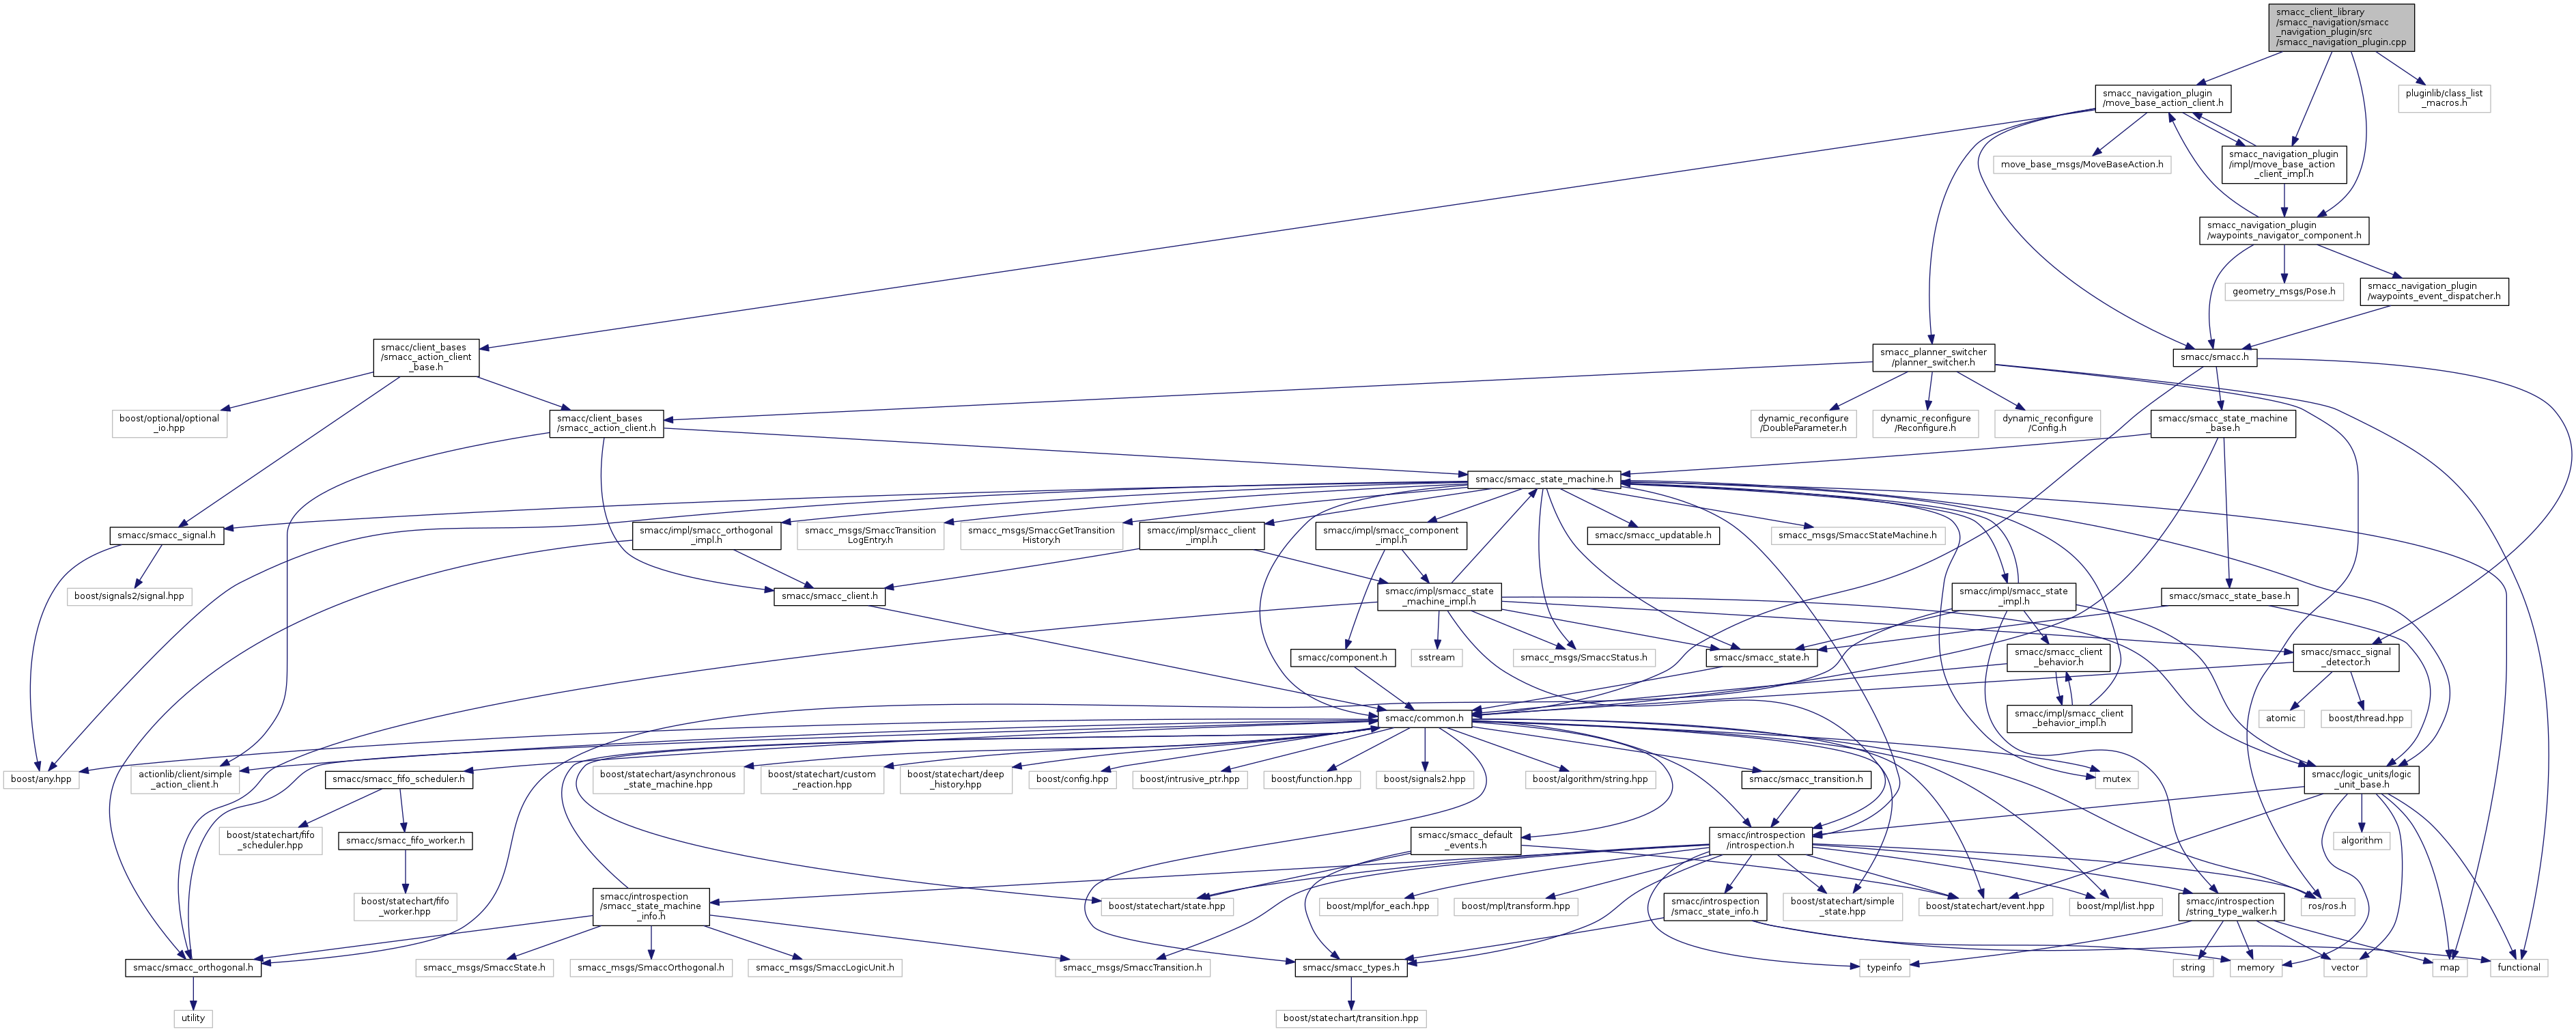 smacc_client_library
/smacc_navigation/smacc
_navigation_plugin/src
/smacc_navigation_plugin.cpp
smacc_navigation_plugin
/move_base_action_client.h
pluginlib/class_list
_macros.h
move_base_msgs/MoveBaseAction.h
smacc_navigation_plugin
/impl/move_base_action
_client_impl.h
smacc_navigation_plugin
/waypoints_navigator_component.h
geometry_msgs/Pose.h
smacc_navigation_plugin
/waypoints_event_dispatcher.h
smacc/client_bases
/smacc_action_client
_base.h
smacc_planner_switcher
/planner_switcher.h
smacc/smacc.h
boost/optional/optional
_io.hpp
smacc/client_bases
/smacc_action_client.h
dynamic_reconfigure
/DoubleParameter.h
dynamic_reconfigure
/Reconfigure.h
dynamic_reconfigure
/Config.h
smacc/smacc_state_machine
_base.h
smacc/smacc_state_machine.h
smacc/smacc_signal.h
smacc/impl/smacc_orthogonal
_impl.h
smacc_msgs/SmaccTransition
LogEntry.h
smacc_msgs/SmaccGetTransition
History.h
smacc/impl/smacc_client
_impl.h
smacc/impl/smacc_component
_impl.h
smacc/smacc_updatable.h
smacc_msgs/SmaccStateMachine.h
boost/signals2/signal.hpp
smacc/smacc_client.h
smacc/impl/smacc_state
_machine_impl.h
smacc/impl/smacc_state
_impl.h
smacc/smacc_state_base.h
smacc/component.h
sstream
smacc_msgs/SmaccStatus.h
smacc/smacc_state.h
smacc/smacc_client
_behavior.h
smacc/smacc_signal
_detector.h
smacc/common.h
smacc/impl/smacc_client
_behavior_impl.h
atomic
boost/thread.hpp
boost/any.hpp
actionlib/client/simple
_action_client.h
smacc/smacc_fifo_scheduler.h
boost/statechart/asynchronous
_state_machine.hpp
boost/statechart/custom
_reaction.hpp
boost/statechart/deep
_history.hpp
boost/config.hpp
boost/intrusive_ptr.hpp
boost/function.hpp
boost/signals2.hpp
boost/algorithm/string.hpp
smacc/smacc_transition.h
mutex
smacc/logic_units/logic
_unit_base.h
boost/statechart/fifo
_scheduler.hpp
smacc/smacc_fifo_worker.h
smacc/smacc_default
_events.h
smacc/introspection
/introspection.h
algorithm
boost/statechart/fifo
_worker.hpp
smacc/introspection
/smacc_state_machine
_info.h
boost/statechart/state.hpp
boost/mpl/for_each.hpp
boost/mpl/transform.hpp
smacc/introspection
/smacc_state_info.h
boost/statechart/simple
_state.hpp
boost/statechart/event.hpp
boost/mpl/list.hpp
smacc/introspection
/string_type_walker.h
ros/ros.h
smacc/smacc_orthogonal.h
smacc_msgs/SmaccState.h
smacc_msgs/SmaccOrthogonal.h
smacc_msgs/SmaccLogicUnit.h
smacc_msgs/SmaccTransition.h
smacc/smacc_types.h
typeinfo
string
memory
vector
map
functional
utility
boost/statechart/transition.hpp